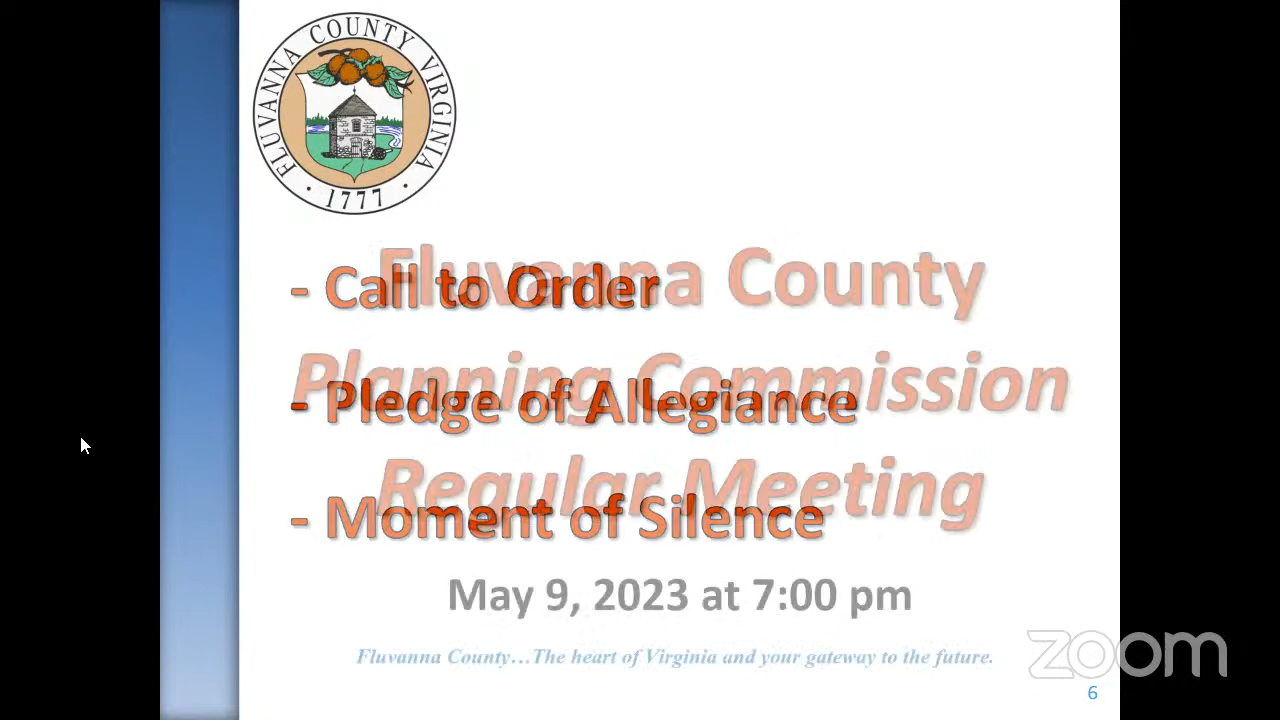 FLUVANNA COUNTY VIRGINIA
· 1777 ·
Fluvanna County
- Call to Order
Planning Commission
- Pledge of Allegiance
Regular Meeting
- Moment of Silence
May 9, 2023 at 7:00 pm
Fluvanna County…The heart of Virginia and your gateway to the future.
zoom
6